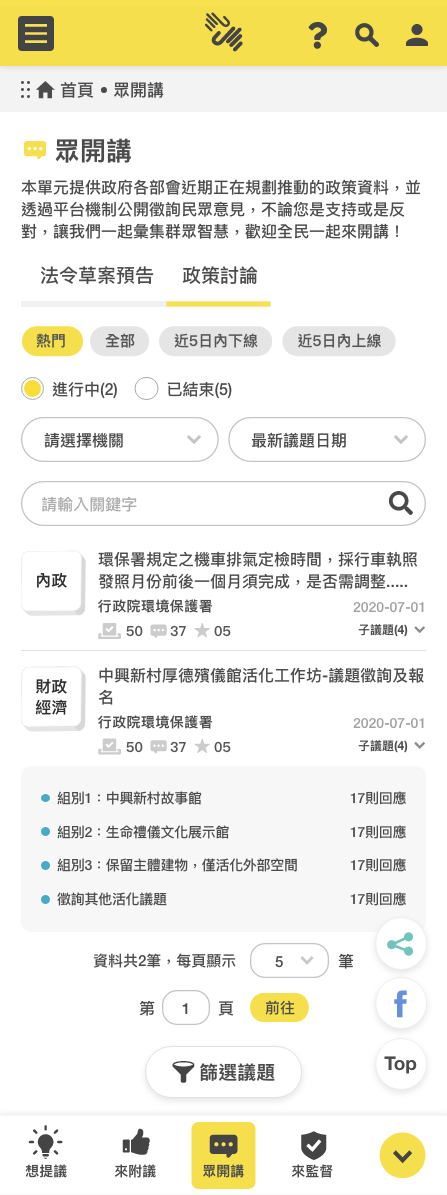 首頁 • 眾開講
眾開講
本單元提供政府各部會近期正在規劃推動的政策資料，並
透過平台機制公開徵詢民眾意見，不論您是支持或是反
對，讓我們一起彙集群眾智慧，歡迎全民一起來開講！
法令草案預告 政策討論
熱門 全部 近5日內下線 近5日內上線
進行中(2) 已結束(5)
請選擇機關 最新議題日期
請輸入關鍵字
內政
環保署規定之機車排氣定檢時間，採行車執照
發照月份前後一個月須完成，是否需調整.....
行政院環境保護署 2020-07-01
50 37 05 子議題(4)
財政
經濟
中興新村厚德殯儀館活化工作坊-議題徵詢及報
名
行政院環境保護署 2020-07-01
50 37 05 子議題(4)
組別1：中興新村故事館 17則回應
組別2：生命禮儀文化展示館 17則回應
組別3：保留主體建物，僅活化外部空間 17則回應
徵詢其他活化議題 17則回應
資料共2筆，每頁顯示 5 筆
第 1 頁 前往
Top
篩選議題
想提議 來附議 眾開講 來監督